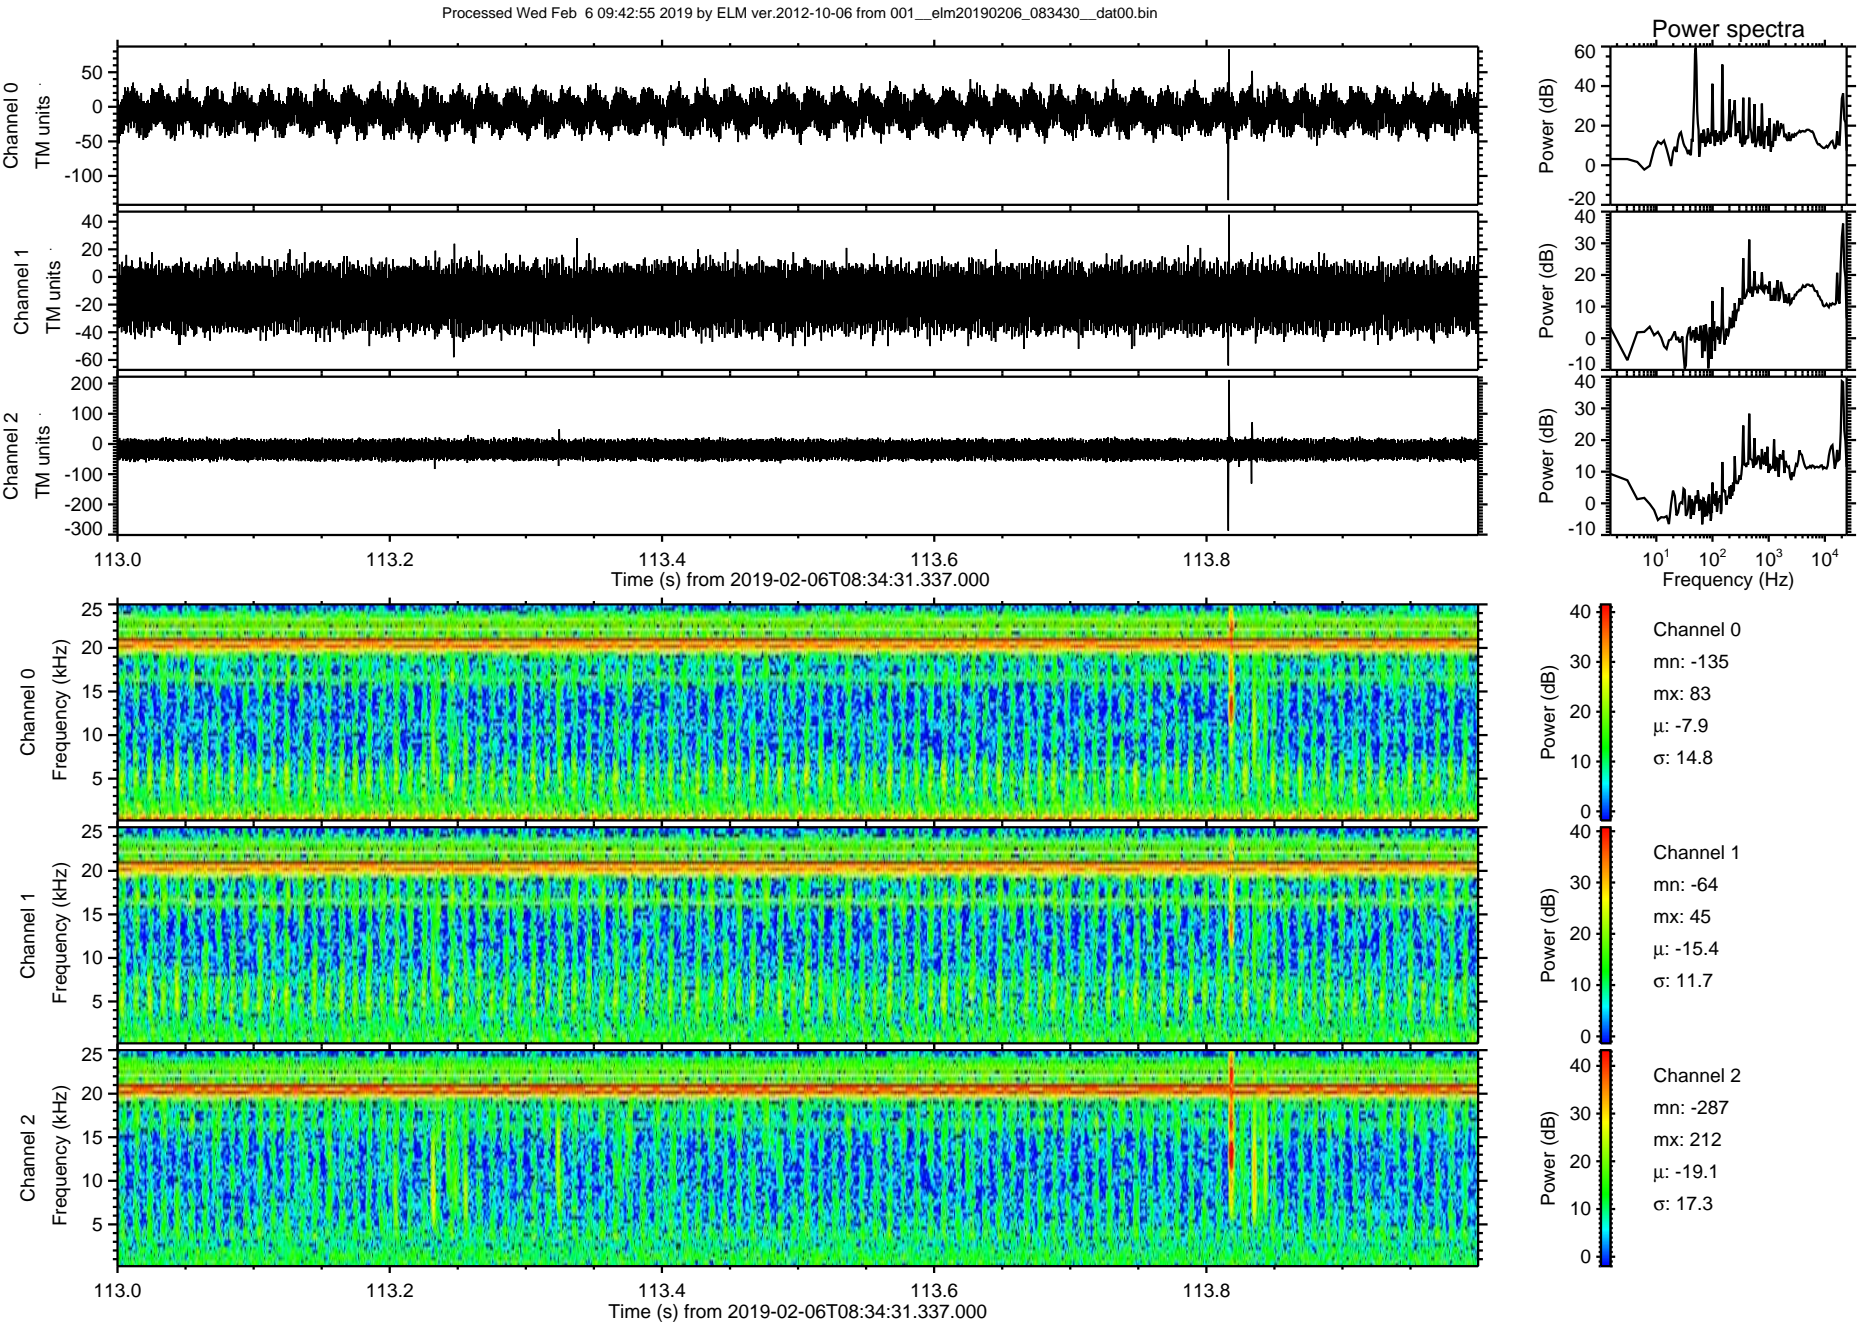 Processed Wed Feb  6 09:42:55 2019 by ELM ver.2012-10-06 from 001__elm20190206_083430__dat00.bin
Power spectra
Channel 0
TM units
50
0
-50
-100
Power (dB)
60
40
20
0
-20
Channel 1
TM units
40
20
0
-20
-40
-60
Power (dB)
40
30
20
10
0
-10
Channel 2
TM units
200
100
0
-100
-200
-300
Power (dB)
40
30
20
10
0
-10
113.0 113.2 113.4 113.6 113.8
Time (s) from 2019-02-06T08:34:31.337.000
10¹ 10² 10³ 10⁴
Frequency (Hz)
Channel 0
Frequency (kHz)
25
20
15
10
5
Power (dB)
40
30
20
10
0
Channel 0
mn: -135
mx: 83
μ: -7.9
σ: 14.8
Channel 1
Frequency (kHz)
25
20
15
10
5
Power (dB)
40
30
20
10
0
Channel 1
mn: -64
mx: 45
μ: -15.4
σ: 11.7
Channel 2
Frequency (kHz)
25
20
15
10
5
Power (dB)
40
30
20
10
0
Channel 2
mn: -287
mx: 212
μ: -19.1
σ: 17.3
113.0 113.2 113.4 113.6 113.8
Time (s) from 2019-02-06T08:34:31.337.000